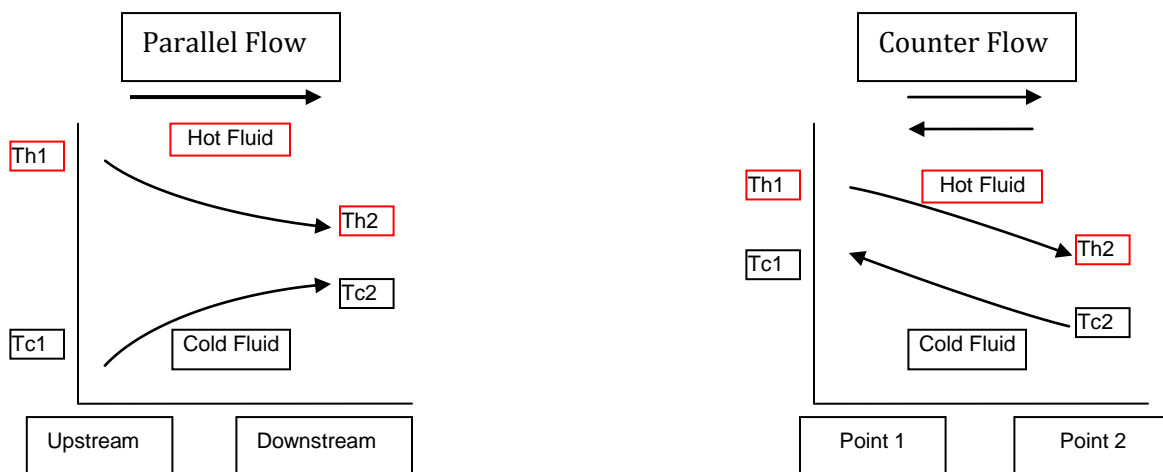 Parallel Flow
Hot Fluid
Th1
Th2
Tc2
Tc1
Cold Fluid
Upstream
Downstream
Counter Flow
Hot Fluid
Th1
Th2
Tc1
Tc2
Cold Fluid
Point 1
Point 2